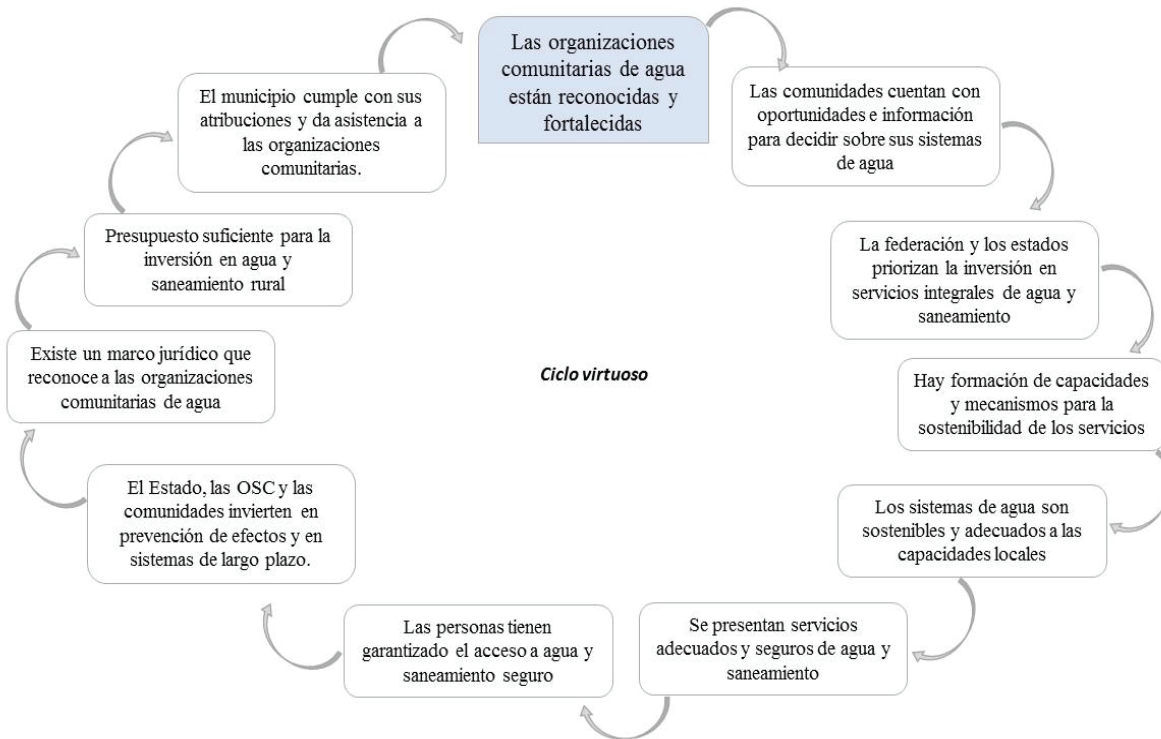 Las organizaciones
comunitarias de agua
están reconocidas y
fortalecidas
Las comunidades cuentan con
oportunidades e información
para decidir sobre sus sistemas
de agua
La federación y los estados
priorizan la inversión en
servicios integrales de agua y
saneamiento
Hay formación de capacidades
y mecanismos para la
sostenibilidad de los servicios
Los sistemas de agua son
sostenibles y adecuados a las
capacidades locales
Se presentan servicios
adecuados y seguros de agua y
saneamiento
Las personas tienen
garantizado el acceso a agua y
saneamiento seguro
El Estado, las OSC y las
comunidades invierten en
prevención de efectos y en
sistemas de largo plazo.
Existe un marco jurídico que
reconoce a las organizaciones
comunitarias de agua
Presupuesto suficiente para la
inversión en agua y
saneamiento rural
El municipio cumple con sus
atribuciones y da asistencia a
las organizaciones
comunitarias.
Ciclo virtuoso